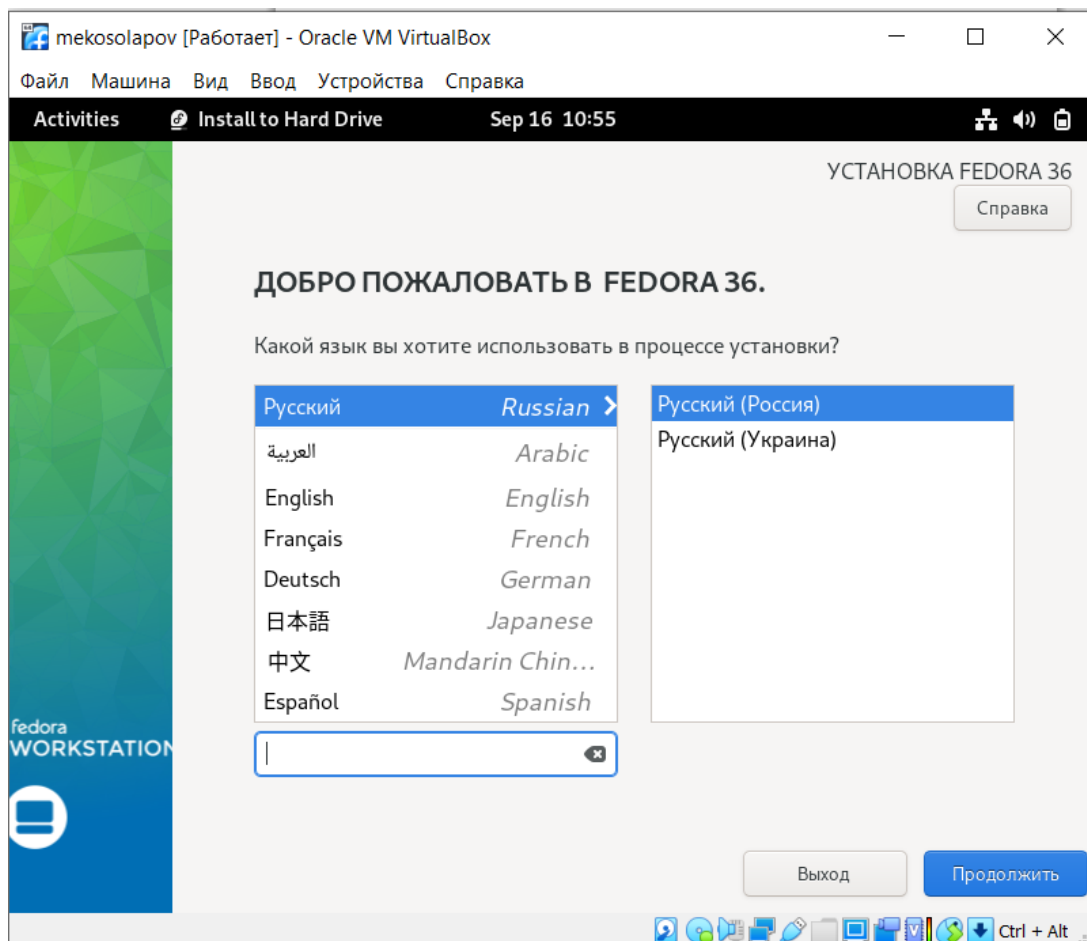 mekosolapov [Работает] - Oracle VM VirtualBox
Файл Машина Вид Ввод Устройства Справка
Activities Install to Hard Drive Sep 16 10:55
УСТАНОВКА FEDORA 36
Справка
ДОБРО ПОЖАЛОВАТЬ В FEDORA 36.
Какой язык вы хотите использовать в процессе установки?
Русский Russian Русский (Россия)
العربية Arabic Русский (Украина)
English English
Français French
Deutsch German
日本語 Japanese
中文 Mandarin Chin...
Español Spanish
fedora
WORKSTATION
Выход Продолжить
Ctrl + Alt